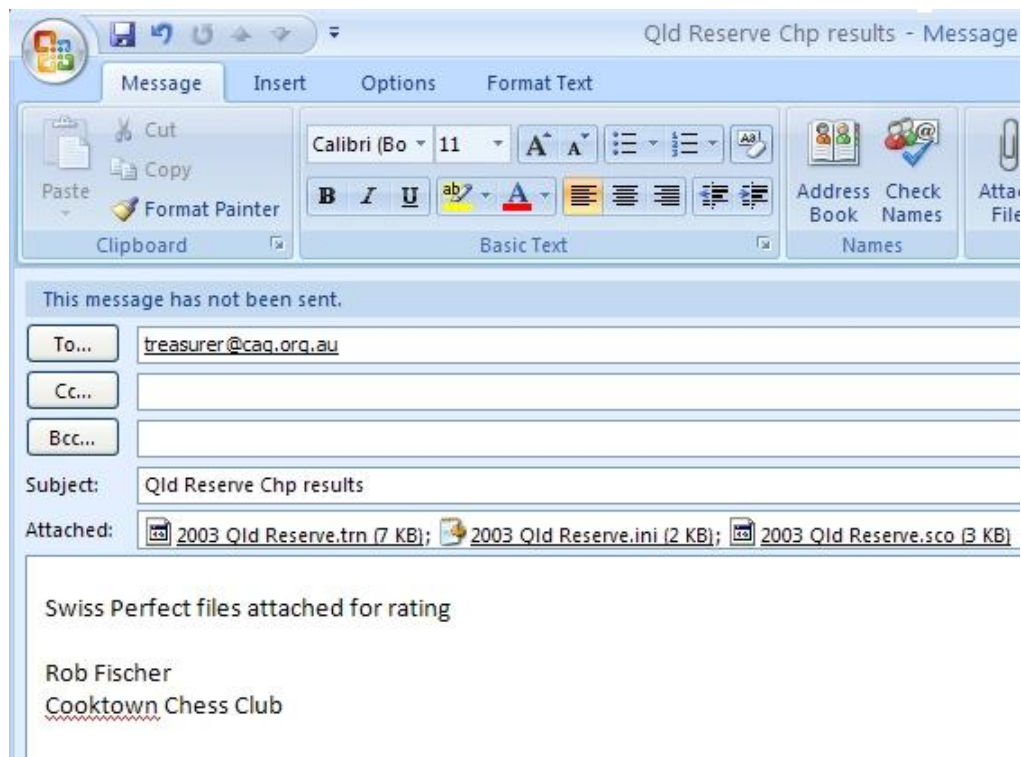 Qld Reserve Chp results - Message
Message Insert Options Format Text
Cut
Copy
Paste
Format Painter
Clipboard
Calibri (Bo 11
A A
B I U ab A
Basic Text
Address Book
Check Names
Names
File
This message has not been sent.
To... treasurer@caq.org.au
Cc...
Bcc...
Subject: Qld Reserve Chp results
Attached: 2003 Qld Reserve.trn (7 KB); 2003 Qld Reserve.ini (2 KB); 2003 Qld Reserve.sco (3 KB)
Swiss Perfect files attached for rating
Rob Fischer
Cooktown Chess Club